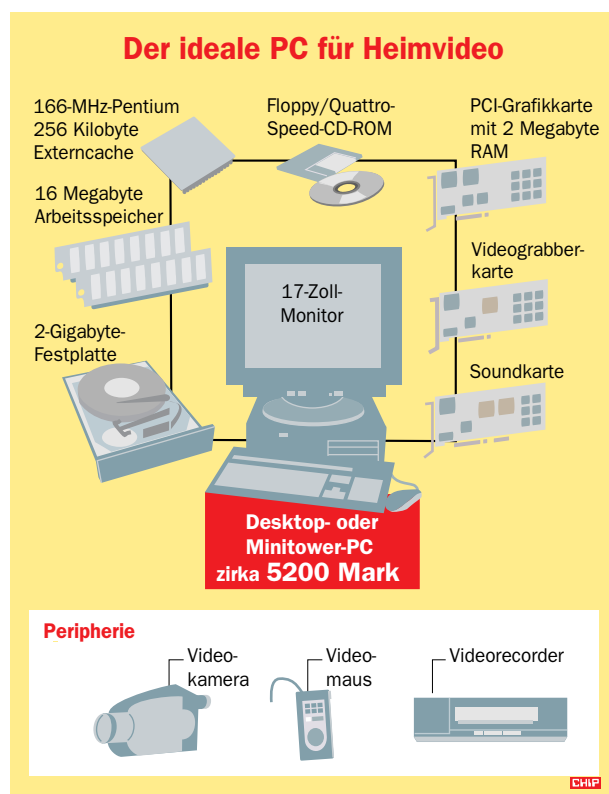 Der ideale PC für Heimvideo
166-MHz-Pentium
256 Kilobyte
Externcache
Floppy/Quattro-
Speed-CD-ROM
PCI-Grafikkarte
mit 2 Megabyte
RAM
16 Megabyte
Arbeitsspeicher
Videograbber-
karte
17-Zoll-
Monitor
2-Gigabyte-
Festplatte
Soundkarte
Desktop- oder
Minitower-PC
zirka 5200 Mark
Peripherie
Video-
kamera
Video-
maus
Videorecorder
CHIP